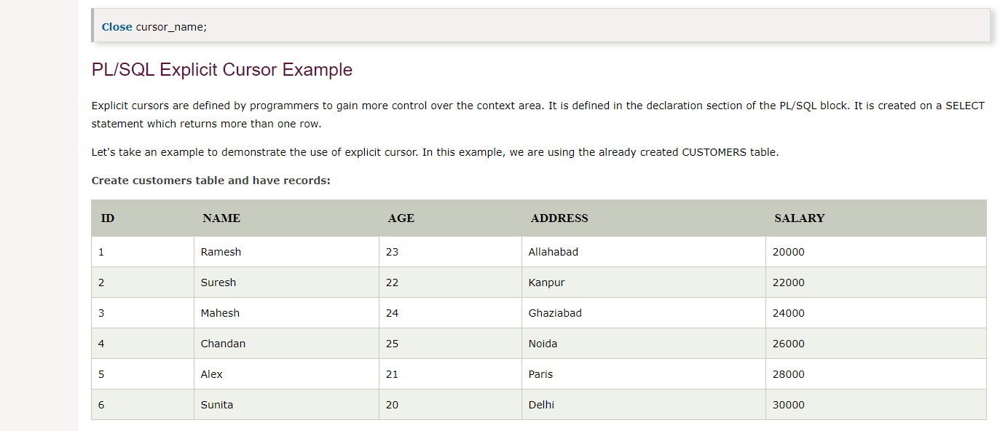 Close cursor_name;
PL/SQL Explicit Cursor Example
Explicit cursors are defined by programmers to gain more control over the context area. It is defined in the declaration section of the PL/SQL block. It is created on a SELECT
statement which returns more than one row.
Let's take an example to demonstrate the use of explicit cursor. In this example, we are using the already created CUSTOMERS table.
Create customers table and have records:
ID NAME AGE ADDRESS SALARY
1 Ramesh 23 Allahabad 20000
2 Suresh 22 Kanpur 22000
3 Mahesh 24 Ghaziabad 24000
4 Chandan 25 Noida 26000
5 Alex 21 Paris 28000
6 Sunita 20 Delhi 30000